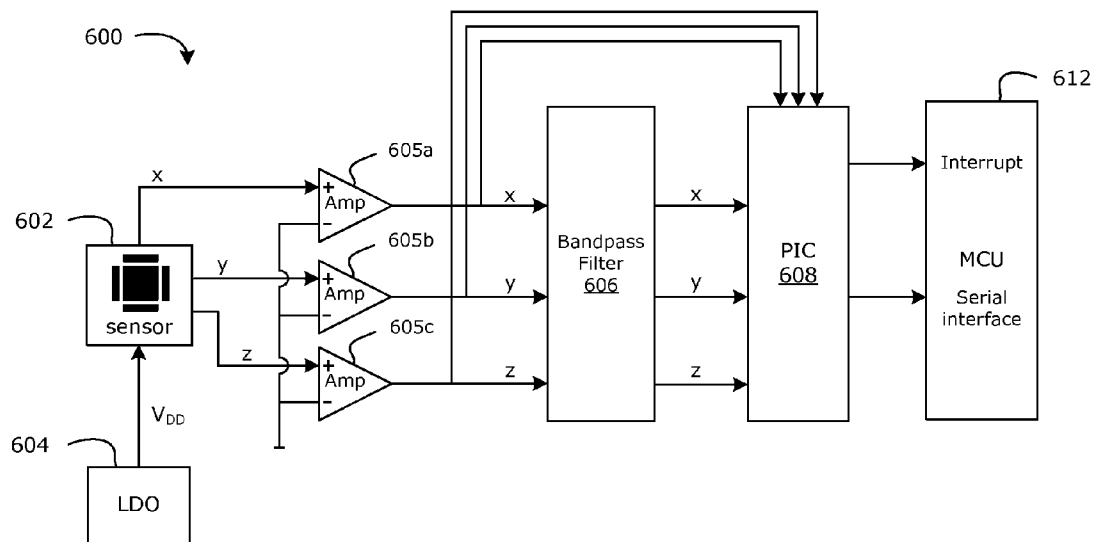 600
612
605a
x
+
Amp
−
x
x
Interrupt
602
605b
Bandpass
Filter
606
PIC
608
MCU
y
+
Amp
−
y
y
Serial
interface
sensor
605c
z
+
Amp
−
z
z
VDD
604
LDO